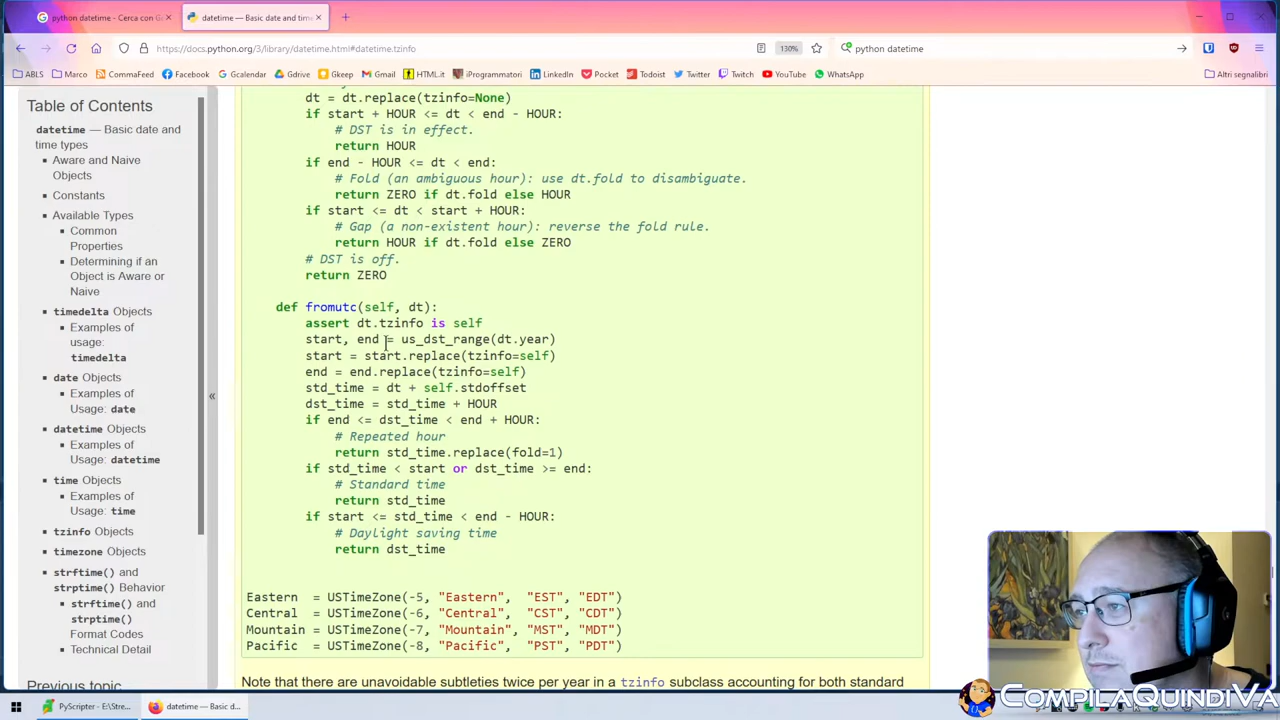 python datetime - Cerca con G
datetime — Basic date and time
https://docs.python.org/3/library/datetime.html#datetime.tzinfo
130%
python datetime
ABLS
Marco
CommaFeed
Facebook
Gcalendar
Gdrive
Gkeep
Gmail
HTML.it
iProgrammatori
LinkedIn
Pocket
Todoist
Twitter
Twitch
YouTube
WhatsApp
Altri segnalibri
Table of Contents
datetime — Basic date and
time types
Aware and Naive
Objects
Constants
Available Types
Common
Properties
Determining if an
Object is Aware or
Naive
timedelta Objects
Examples of
usage:
timedelta
date Objects
Examples of
Usage: date
datetime Objects
Examples of
Usage: datetime
time Objects
Examples of
Usage: time
tzinfo Objects
timezone Objects
strftime() and
strptime() Behavior
strftime() and
strptime()
Format Codes
Technical Detail
Previous topic
«
dt = dt.replace(tzinfo=None)
if start + HOUR <= dt < end - HOUR:
# DST is in effect.
return HOUR
if end - HOUR <= dt < end:
# Fold (an ambiguous hour): use dt.fold to disambiguate.
return ZERO if dt.fold else HOUR
if start <= dt < start + HOUR:
# Gap (a non-existent hour): reverse the fold rule.
return HOUR if dt.fold else ZERO
# DST is off.
return ZERO
def fromutc(self, dt):
assert dt.tzinfo is self
start, end = us_dst_range(dt.year)
start = start.replace(tzinfo=self)
end = end.replace(tzinfo=self)
std_time = dt + self.stdoffset
dst_time = std_time + HOUR
if end <= dst_time < end + HOUR:
# Repeated hour
return std_time.replace(fold=1)
if std_time < start or dst_time >= end:
# Standard time
return std_time
if start <= std_time < end - HOUR:
# Daylight saving time
return dst_time
Eastern = USTimeZone(-5, "Eastern", "EST", "EDT")
Central = USTimeZone(-6, "Central", "CST", "CDT")
Mountain = USTimeZone(-7, "Mountain", "MST", "MDT")
Pacific = USTimeZone(-8, "Pacific", "PST", "PDT")
Note that there are unavoidable subtleties twice per year in a tzinfo subclass accounting for both standard
PyScripter - E:\Stre...
datetime — Basic d...
COMPILAQUINDIVA